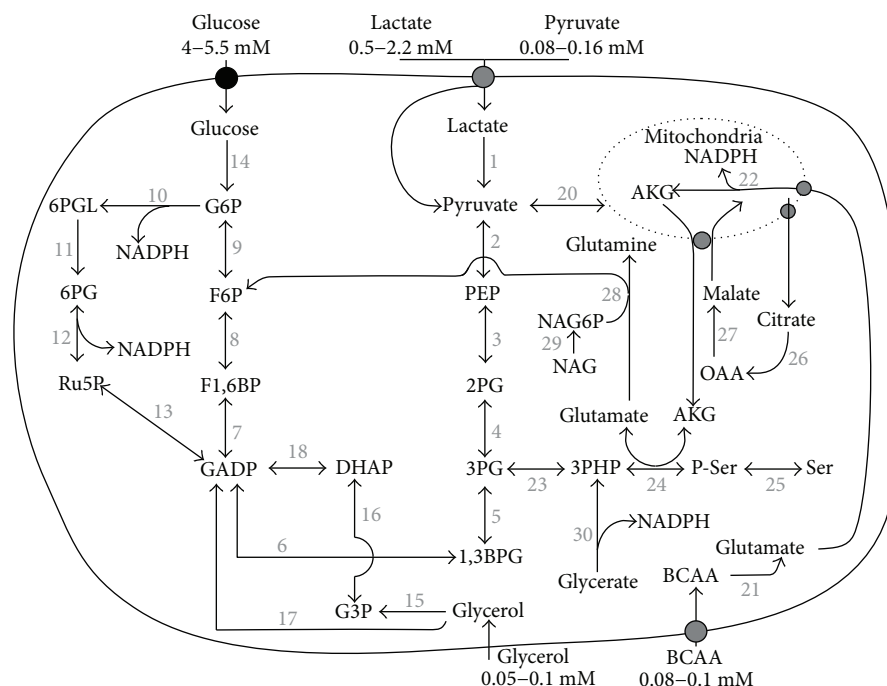 Glucose
4−5.5 mM
Lactate
0.5−2.2 mM
Pyruvate
0.08−0.16 mM
Glucose
Lactate
Mitochondria
NADPH
14
1
22
10
20
6PGL
G6P
Pyruvate
AKG
11
NADPH
9
2
Glutamine
6PG
F6P
PEP
28
Malate
NAG6P
Citrate
12
NADPH
8
3
29
27
26
NAG
OAA
Ru5P
F1,6BP
2PG
13
7
4
Glutamate
AKG
GADP
18
DHAP
3PG
3PHP
P-Ser
Ser
23
24
25
16
5
NADPH
6
30
1,3BPG
Glutamate
Glycerate
BCAA
21
17
G3P
15
Glycerol
Glycerol
0.05−0.1 mM
BCAA
0.08−0.1 mM